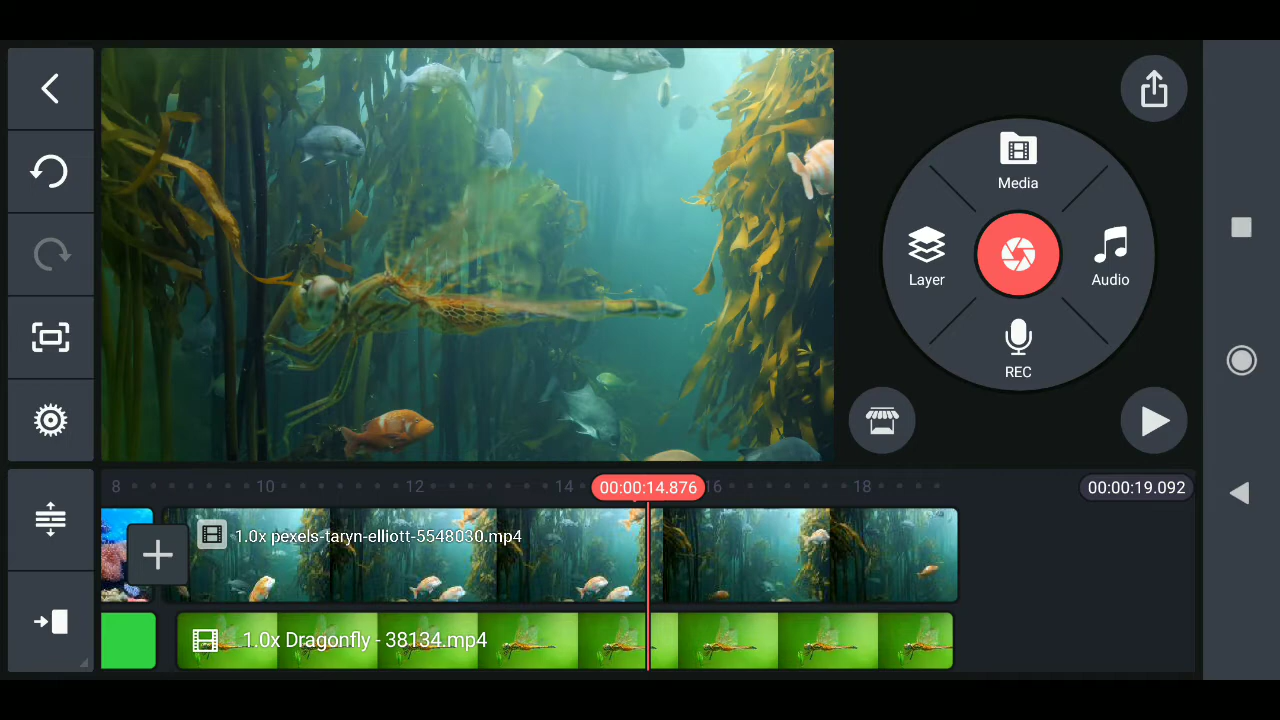 Media
Layer
Audio
REC
8 10 12 14 00:00:14.876 16 18 00:00:19.092
1.0x pexels-taryn-elliott-5548030.mp4
1.0x Dragonfly - 38134.mp4